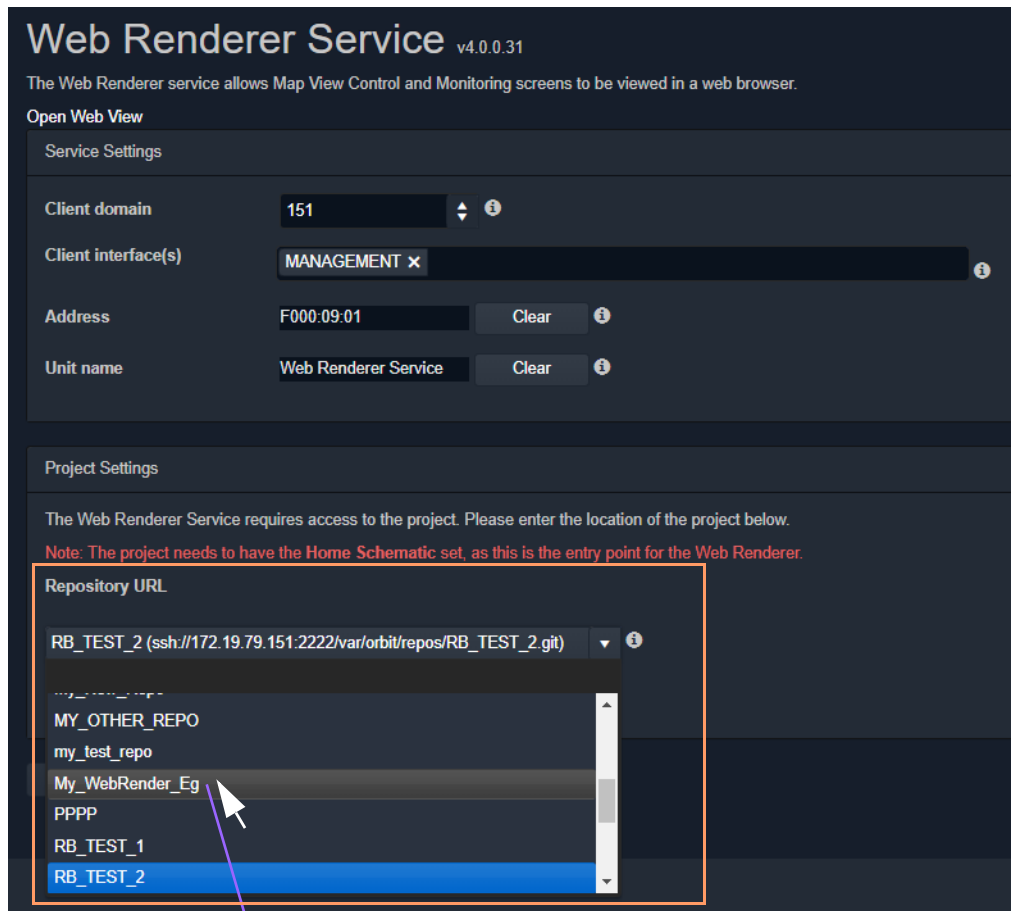 Web Renderer Service v4.0.0.31
The Web Renderer service allows Map View Control and Monitoring screens to be viewed in a web browser.
Open Web View
Service Settings
Client domain 151
Client interface(s) MANAGEMENT ×
Address F000:09:01 Clear
Unit name Web Renderer Service Clear
Project Settings
The Web Renderer Service requires access to the project. Please enter the location of the project below.
Note: The project needs to have the Home Schematic set, as this is the entry point for the Web Renderer.
Repository URL
RB_TEST_2 (ssh://172.19.79.151:2222/var/orbit/repos/RB_TEST_2.git)
MY_OTHER_REPO
my_test_repo
My_WebRender_Eg
PPPP
RB_TEST_1
RB_TEST_2